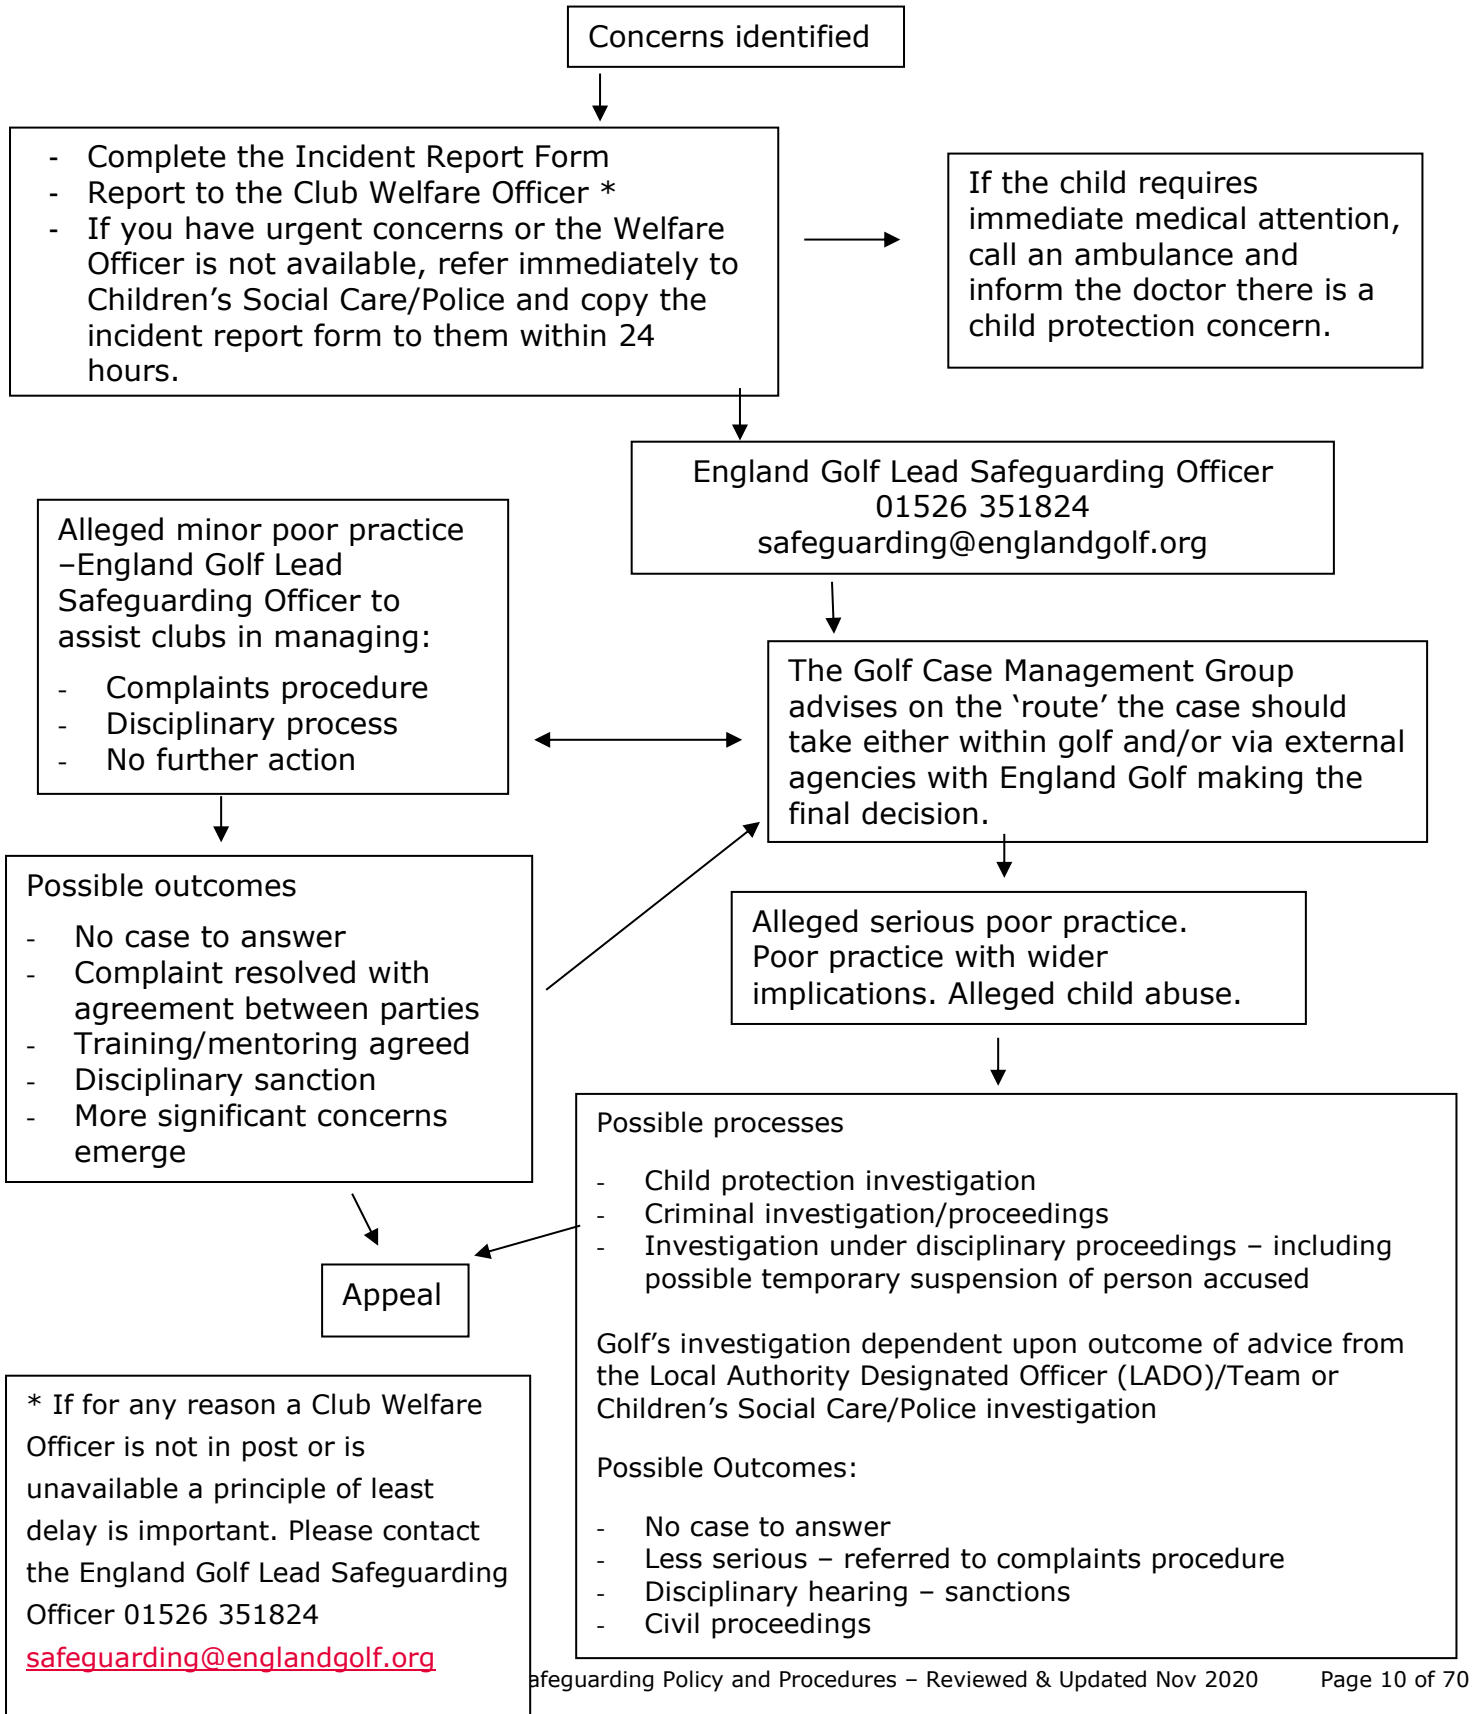 Concerns identified
- Complete the Incident Report Form
- Report to the Club Welfare Officer *
- If you have urgent concerns or the Welfare
Officer is not available, refer immediately to
Children’s Social Care/Police and copy the
incident report form to them within 24
hours.
If the child requires
immediate medical attention,
call an ambulance and
inform the doctor there is a
child protection concern.
England Golf Lead Safeguarding Officer
01526 351824
safeguarding@englandgolf.org
Alleged minor poor practice
–England Golf Lead
Safeguarding Officer to
assist clubs in managing:
- Complaints procedure
- Disciplinary process
- No further action
The Golf Case Management Group
advises on the ‘route’ the case should
take either within golf and/or via external
agencies with England Golf making the
final decision.
Possible outcomes
- No case to answer
- Complaint resolved with
agreement between parties
- Training/mentoring agreed
- Disciplinary sanction
- More significant concerns
emerge
Alleged serious poor practice.
Poor practice with wider
implications. Alleged child abuse.
Possible processes
- Child protection investigation
- Criminal investigation/proceedings
- Investigation under disciplinary proceedings – including
possible temporary suspension of person accused
Golf’s investigation dependent upon outcome of advice from
the Local Authority Designated Officer (LADO)/Team or
Children’s Social Care/Police investigation
Possible Outcomes:
- No case to answer
- Less serious – referred to complaints procedure
- Disciplinary hearing – sanctions
- Civil proceedings
Appeal
* If for any reason a Club Welfare
Officer is not in post or is
unavailable a principle of least
delay is important. Please contact
the England Golf Lead Safeguarding
Officer 01526 351824
safeguarding@englandgolf.org
afeguarding Policy and Procedures – Reviewed & Updated Nov 2020 Page 10 of 70